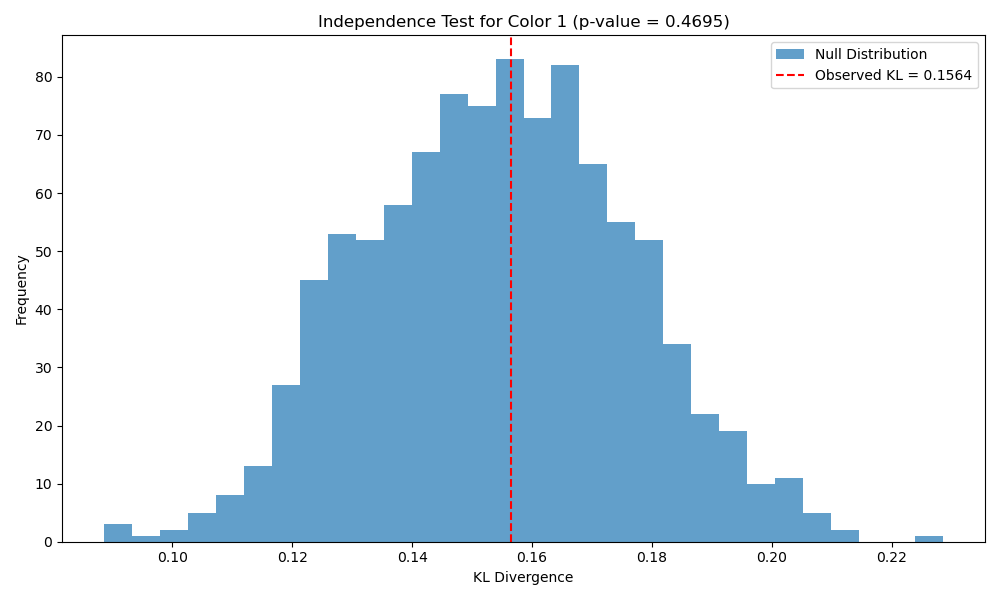 Independence Test for Color 1 (p-value = 0.4695)
Null Distribution
Observed KL = 0.1564
Frequency
80
70
60
50
40
30
20
10
0
0.10 0.12 0.14 0.16 0.18 0.20 0.22
KL Divergence